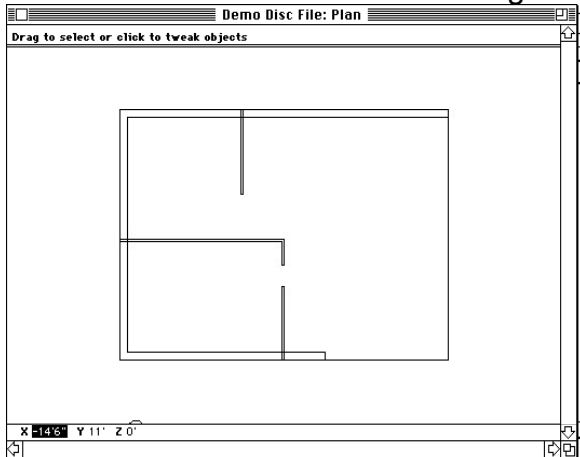 Demo Disc File: Plan
Drag to select or click to tweak objects
X -14'6" Y 11' Z 0'